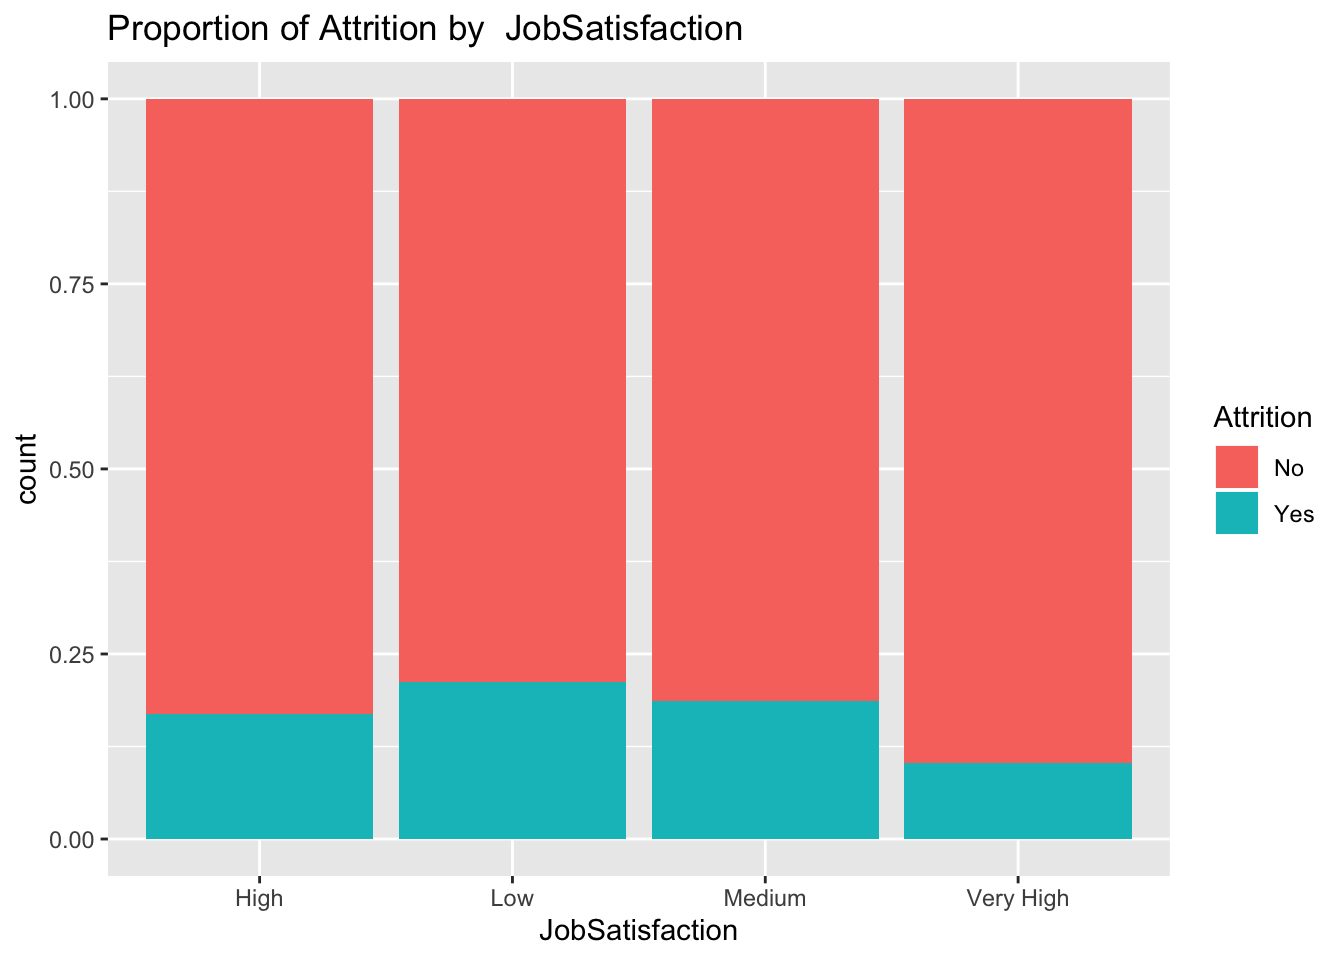 Proportion of Attrition by  JobSatisfaction
1.00
0.75
0.50
0.25
0.00
count
High
Low
Medium
Very High
JobSatisfaction
Attrition
No
Yes